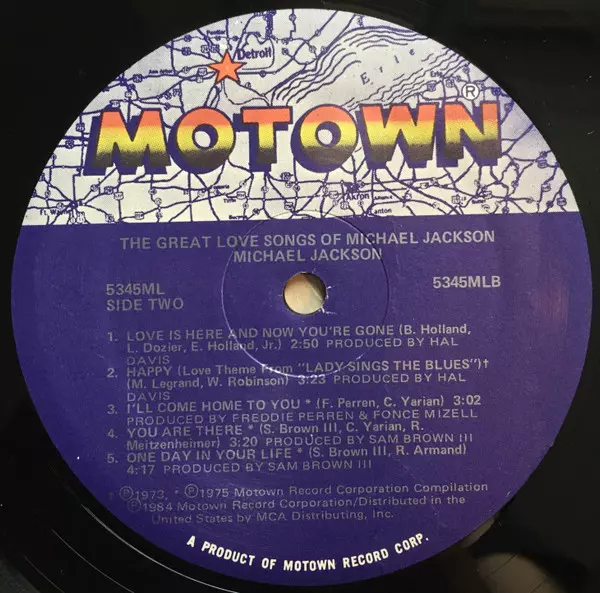 Detroit
Erie
MOTOWN®
Akron
Canton
Ft. Wayne
THE GREAT LOVE SONGS OF MICHAEL JACKSON
MICHAEL JACKSON
5345ML
5345MLB
SIDE TWO
1. LOVE IS HERE AND NOW YOU'RE GONE (B. Holland,
L. Dozier, E. Holland, Jr.) 2:50 PRODUCED BY HAL
DAVIS
2. HAPPY (Love Theme From "LADY SINGS THE BLUES")†
(M. Legrand, W. Robinson) 3:23 PRODUCED BY HAL
DAVIS
3. I'LL COME HOME TO YOU * (F. Perren, C. Yarian) 3:02
PRODUCED BY FREDDIE PERREN & FONCE MIZELL
4. YOU ARE THERE * (S. Brown III, C. Yarian, R.
Meitzenheimer) 3:20 PRODUCED BY SAM BROWN III
5. ONE DAY IN YOUR LIFE * (S. Brown III, R. Armand)
4:17 PRODUCED BY SAM BROWN III
† ℗1973, * ℗1975 Motown Record Corporation Compilation
℗1984 Motown Record Corporation/Distributed in the
United States by MCA Distributing, Inc.
A PRODUCT OF MOTOWN RECORD CORP.